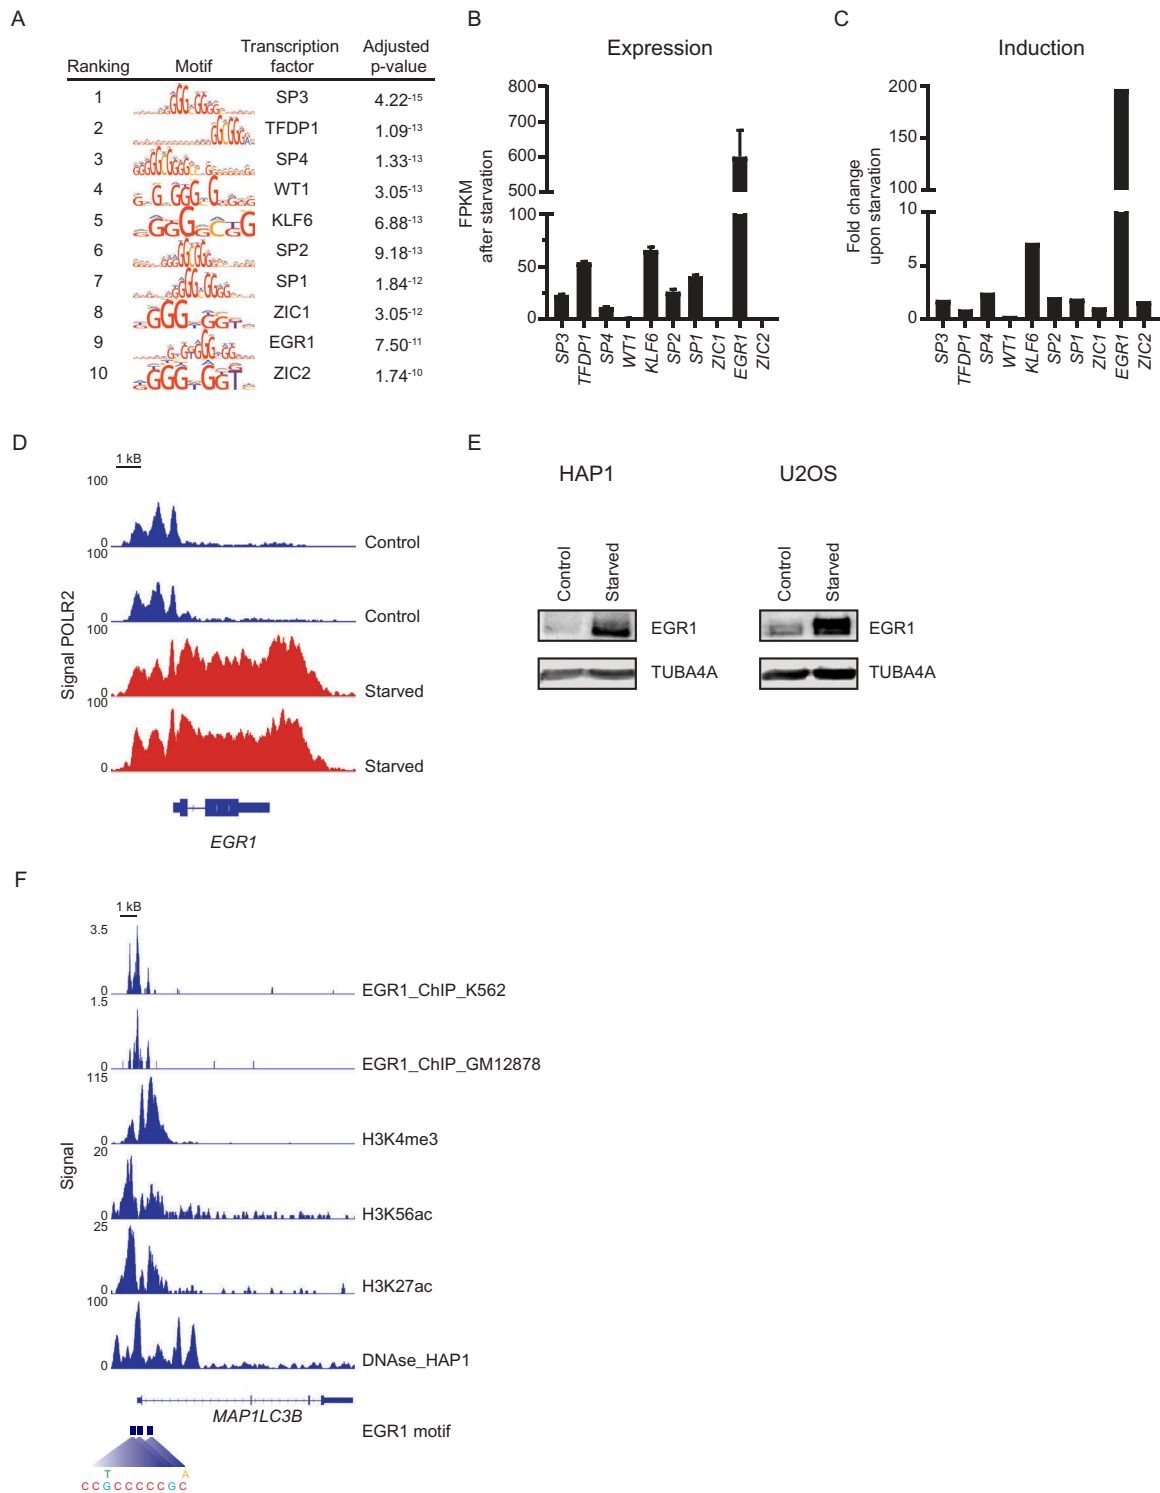 A
Ranking Motif Transcription factor Adjusted p-value
1 SP3 4.22-15
2 TFDP1 1.09-13
3 SP4 1.33-13
4 WT1 3.05-13
5 KLF6 6.88-13
6 SP2 9.18-13
7 SP1 1.84-12
8 ZIC1 3.05-12
9 EGR1 7.50-11
10 ZIC2 1.74-10
B
Expression
FPKM
after starvation
800
700
600
500
100
50
0
SP3 TFDP1 SP4 WT1 KLF6 SP2 SP1 ZIC1 EGR1 ZIC2
C
Induction
Fold change
upon starvation
200
150
100
10
5
0
SP3 TFDP1 SP4 WT1 KLF6 SP2 SP1 ZIC1 EGR1 ZIC2
D
1 kB
Signal POLR2
100
0
Control
100
0
Control
100
0
Starved
100
0
Starved
EGR1
E
HAP1 U2OS
Control Starved Control Starved
EGR1 EGR1
TUBA4A TUBA4A
F
1 kB
Signal
3.5
0
EGR1_ChIP_K562
1.5
0
EGR1_ChIP_GM12878
115
0
H3K4me3
20
0
H3K56ac
25
0
H3K27ac
100
0
DNAse_HAP1
MAP1LC3B
EGR1 motif
T A
CCGCCCCCGC